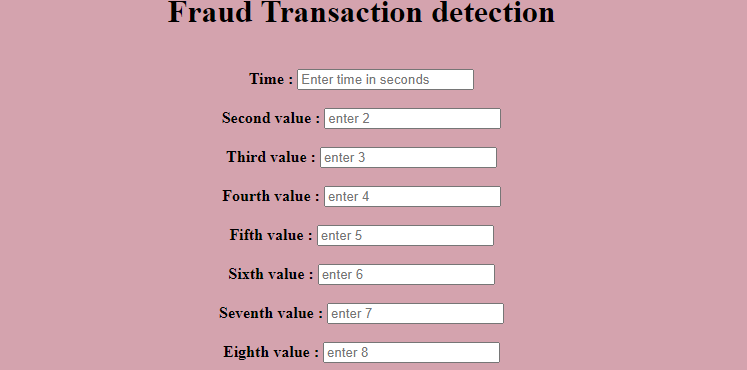 Fraud Transaction detection
Time : Enter time in seconds
Second value : enter 2
Third value : enter 3
Fourth value : enter 4
Fifth value : enter 5
Sixth value : enter 6
Seventh value : enter 7
Eighth value : enter 8